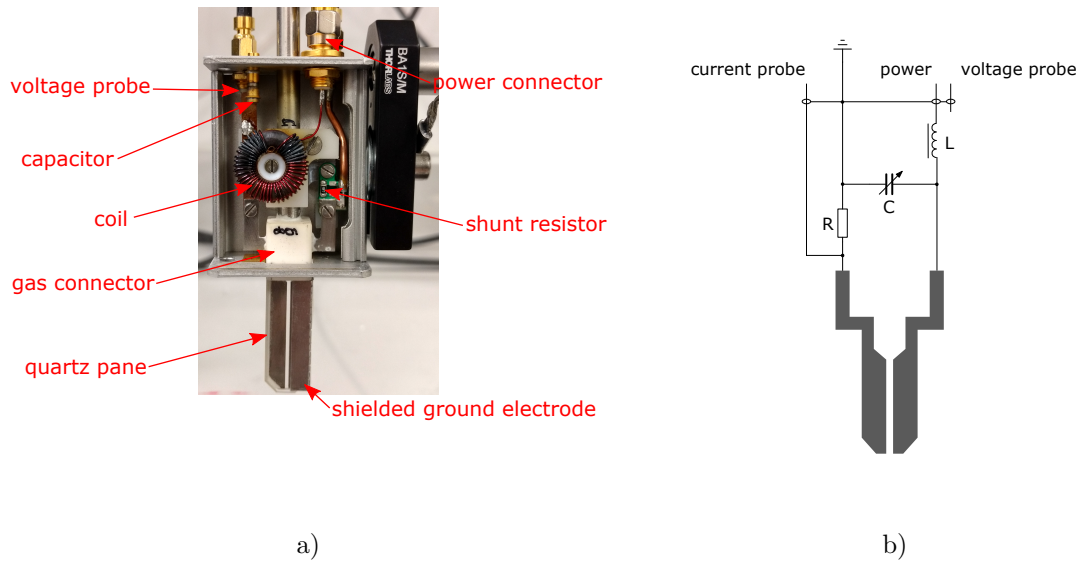 voltage probe
capacitor
coil
gas connector
quartz pane
power connector
shunt resistor
shielded ground electrode
BA1S/M
THORLABS
a)
current probe
power
voltage probe
L
C
R
b)